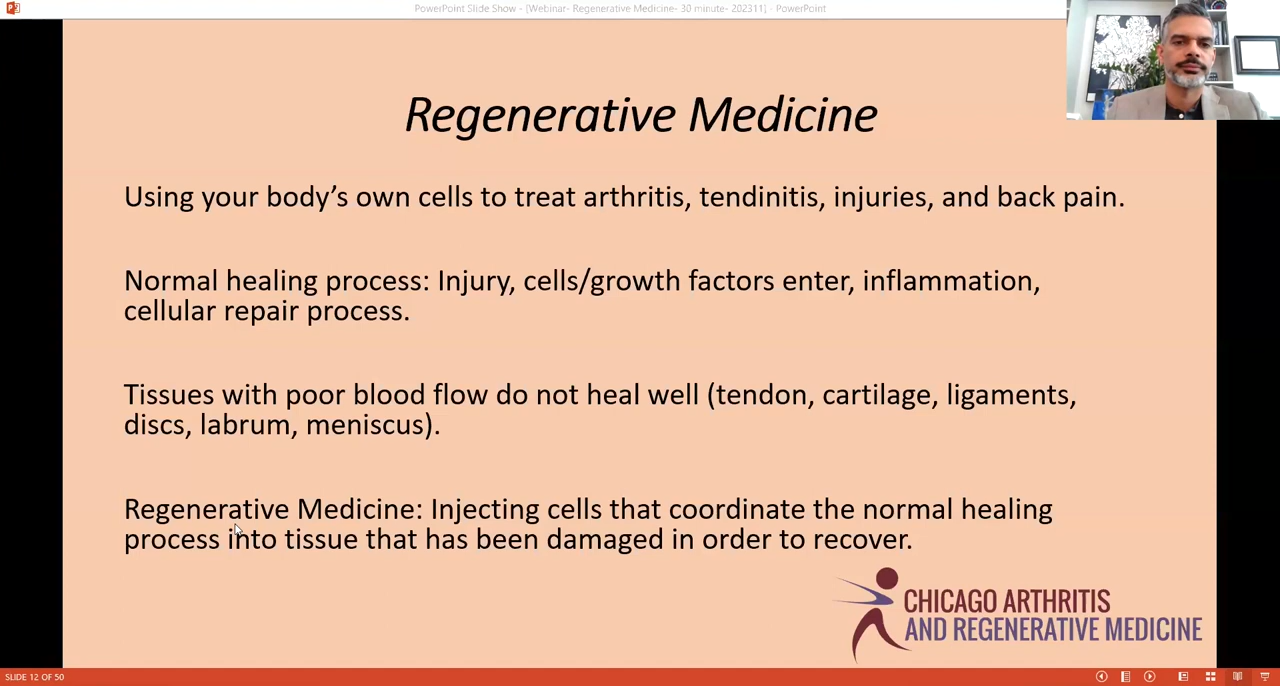 PowerPoint Slide Show - [Webinar- Regenerative Medicine- 30 minute- 202311] - PowerPoint
Regenerative Medicine
Using your body’s own cells to treat arthritis, tendinitis, injuries, and back pain.
Normal healing process: Injury, cells/growth factors enter, inflammation,
cellular repair process.
Tissues with poor blood flow do not heal well (tendon, cartilage, ligaments,
discs, labrum, meniscus).
Regenerative Medicine: Injecting cells that coordinate the normal healing
process into tissue that has been damaged in order to recover.
CHICAGO ARTHRITIS
AND REGENERATIVE MEDICINE
SLIDE 12 OF 50